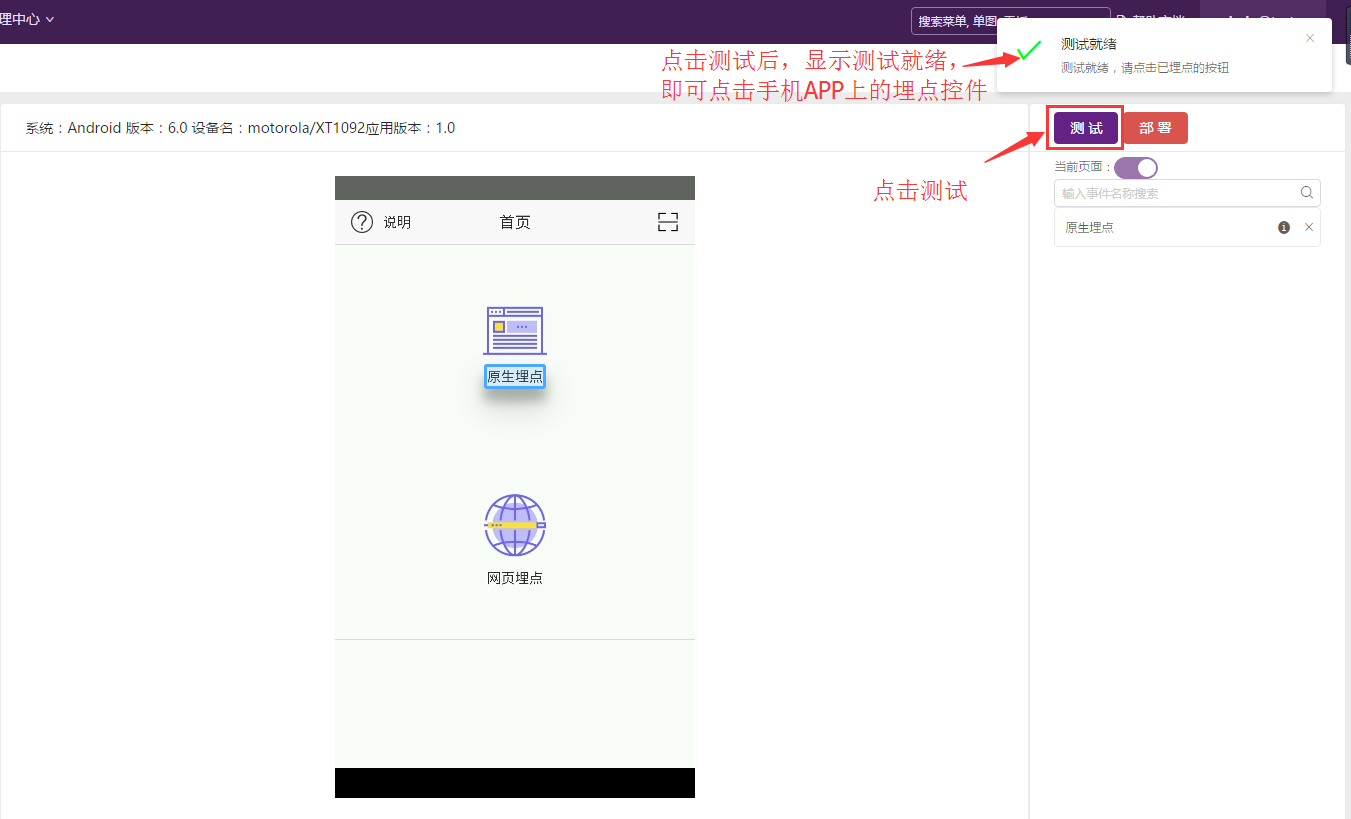 理中心
搜索菜单, 单图,
测试就绪
测试就绪，请点击已埋点的按钮
点击测试后，显示测试就绪，
即可点击手机APP上的埋点控件
系统：Android 版本：6.0 设备名：motorola/XT1092应用版本：1.0
测 试
部 署
点击测试
当前页面：
输入事件名称搜索
原生埋点
1
说明
首页
原生埋点
网页埋点